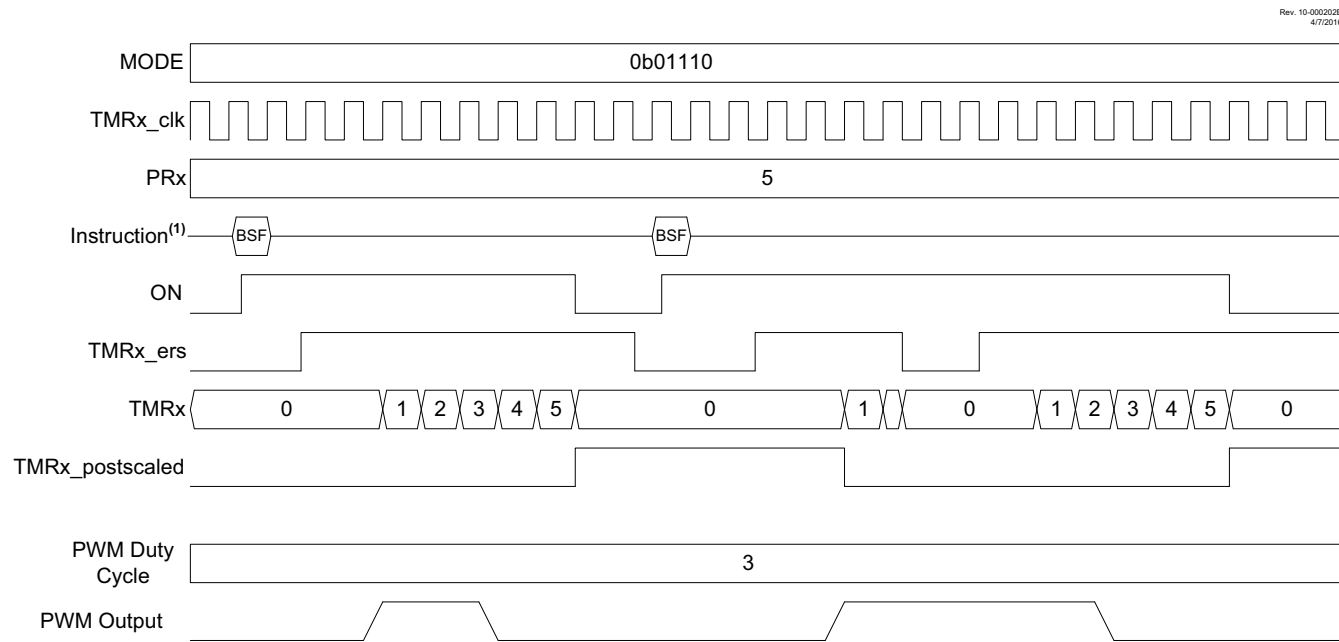 Rev. 10-000202B
4/7/2016
MODE
0b01110
TMRx_clk
PRx
5
Instruction(1)
BSF
BSF
ON
TMRx_ers
TMRx
0
1
2
3
4
5
0
1
0
1
2
3
4
5
0
TMRx_postscaled
PWM Duty
Cycle
3
PWM Output